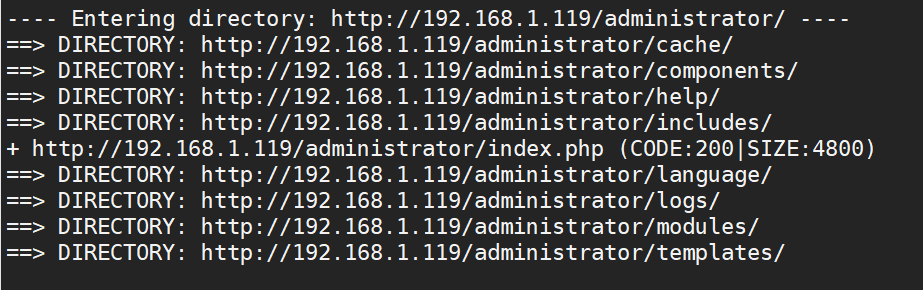 ---- Entering directory: http://192.168.1.119/administrator/ ----
==> DIRECTORY: http://192.168.1.119/administrator/cache/
==> DIRECTORY: http://192.168.1.119/administrator/components/
==> DIRECTORY: http://192.168.1.119/administrator/help/
==> DIRECTORY: http://192.168.1.119/administrator/includes/
+ http://192.168.1.119/administrator/index.php (CODE:200|SIZE:4800)
==> DIRECTORY: http://192.168.1.119/administrator/language/
==> DIRECTORY: http://192.168.1.119/administrator/logs/
==> DIRECTORY: http://192.168.1.119/administrator/modules/
==> DIRECTORY: http://192.168.1.119/administrator/templates/